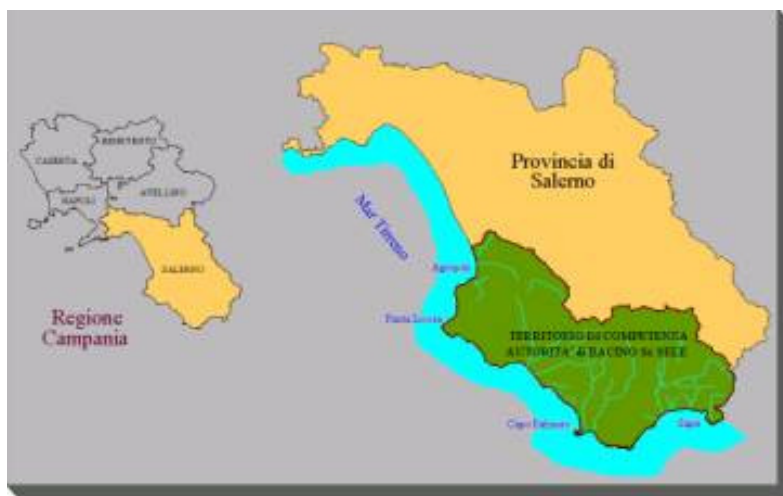 CASERTA
BENEVENTO
NAPOLI
AVELLINO
SALERNO
Regione
Campania
Provincia di
Salerno
Mar Tirreno
Agropoli
Punta Licosa
TERRITORIO DI COMPETENZA
AUTORITA' di BACINO Sx SELE
Capo Palinuro
Sapri